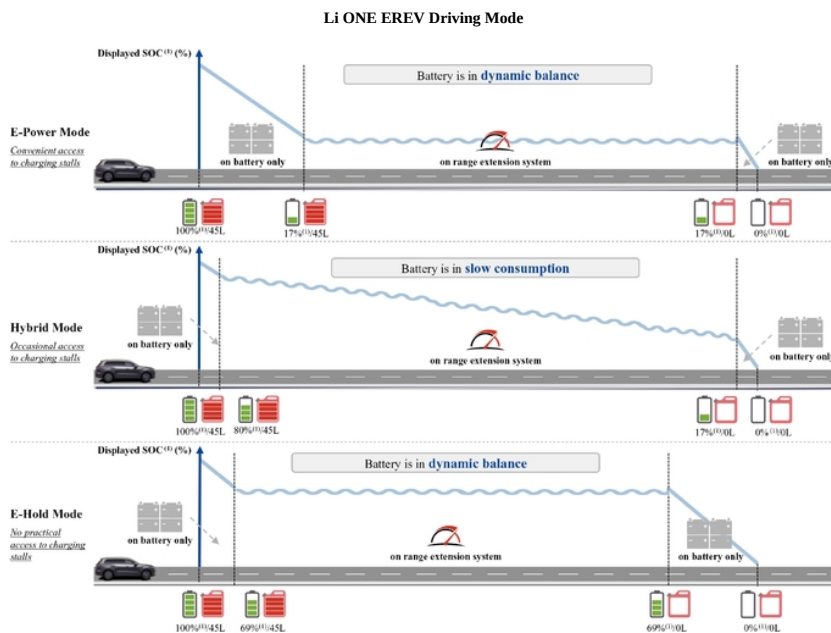 Li ONE EREV Driving Mode
Displayed SOC⁽¹⁾ (%)
Battery is in dynamic balance
E-Power Mode
Convenient access
to charging stalls
on battery only
on range extension system
on battery only
100%⁽¹⁾/45L
17%⁽¹⁾/45L
17%⁽¹⁾/0L
0%⁽¹⁾/0L
Displayed SOC⁽¹⁾ (%)
Battery is in slow consumption
Hybrid Mode
Occasional access
to charging stalls
on battery only
on range extension system
on battery only
100%⁽¹⁾/45L
80%⁽¹⁾/45L
17%⁽¹⁾/0L
0%⁽¹⁾/0L
Displayed SOC⁽¹⁾ (%)
Battery is in dynamic balance
E-Hold Mode
No practical
access to charging
stalls
on battery only
on range extension system
on battery only
100%⁽¹⁾/45L
69%⁽¹⁾/45L
69%⁽¹⁾/0L
0%⁽¹⁾/0L